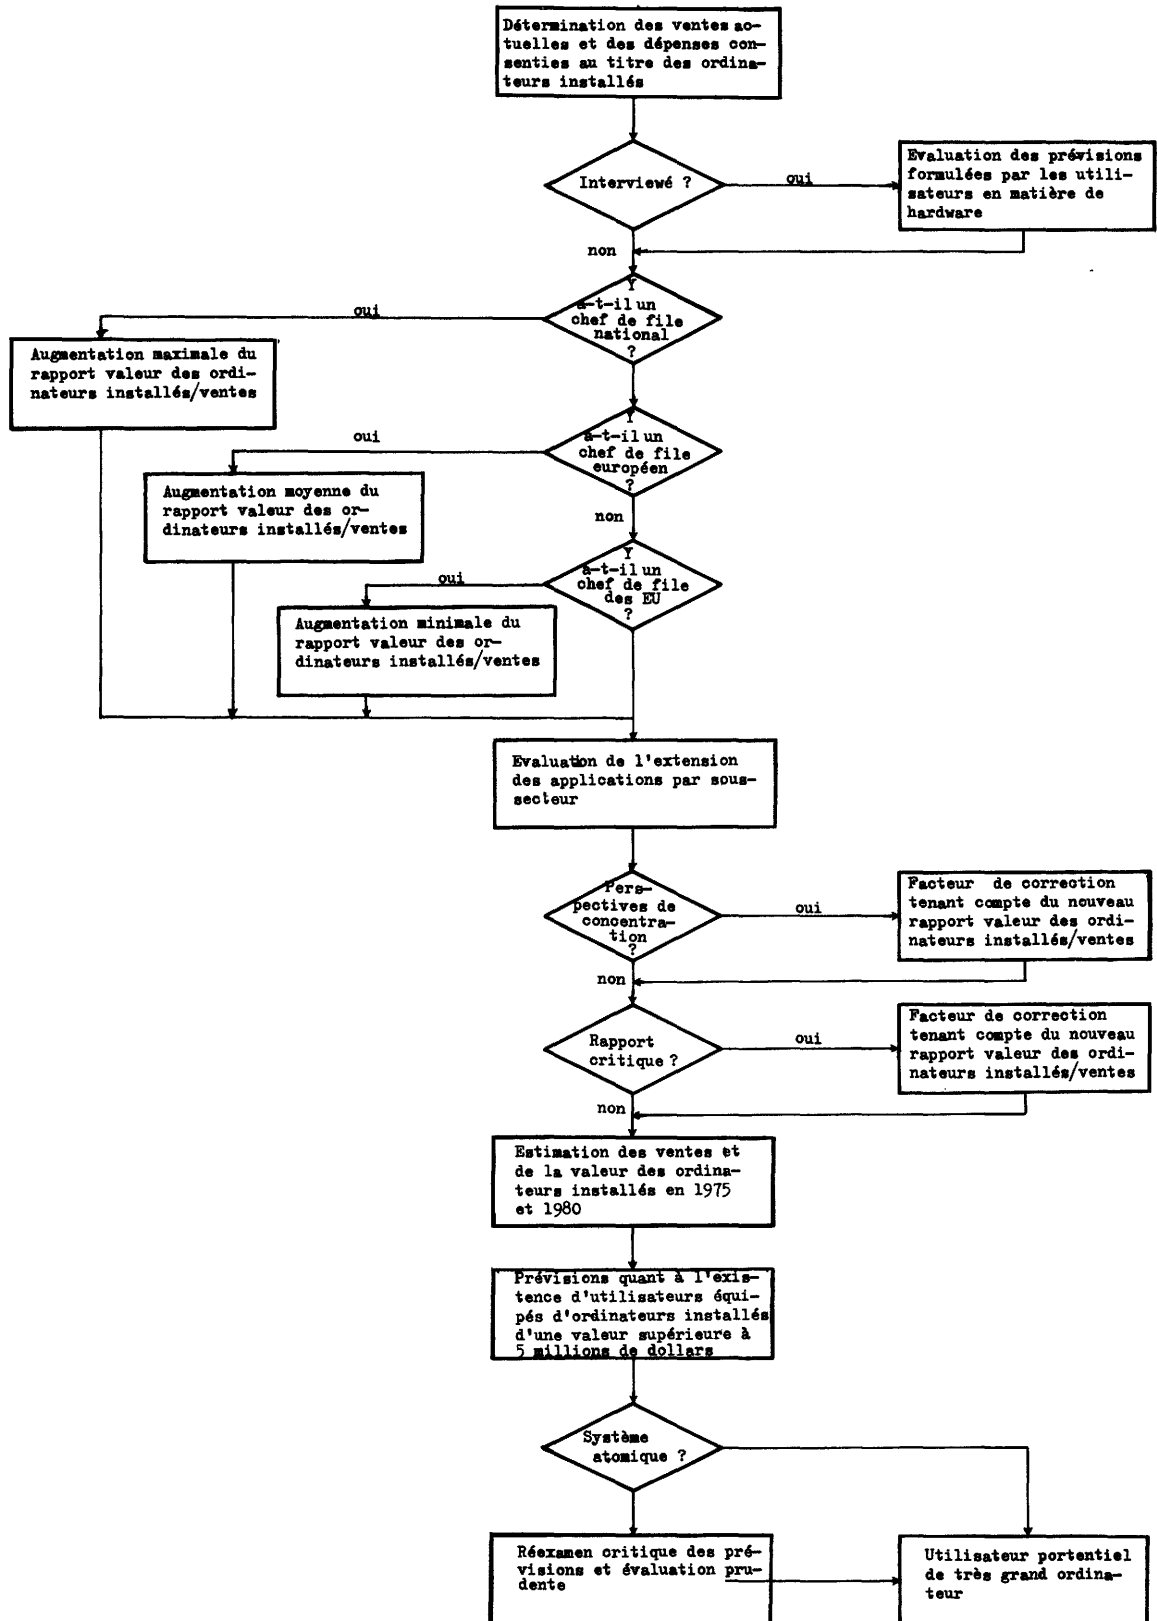 Détermination des ventes ac-
tuelles et des dépenses con-
senties au titre des ordina-
teurs installés
Interviewé ?
oui
Evaluation des prévisions
formulées par les utili-
sateurs en matière de
hardware
non
Y
a-t-il un
chef de file
national
?
oui
Augmentation maximale du
rapport valeur des ordi-
nateurs installés/ventes
Y
a-t-il un
chef de file
européen
?
oui
Augmentation moyenne du
rapport valeur des or-
dinateurs installés/ventes
non
Y
a-t-il un
chef de file
des EU
?
oui
Augmentation minimale du
rapport valeur des or-
dinateurs installés/ventes
Evaluation de l'extension
des applications par sous-
secteur
Pers-
pectives de
concentra-
tion
?
oui
Facteur de correction
tenant compte du nouveau
rapport valeur des ordi-
nateurs installés/ventes
non
Rapport
critique ?
oui
Facteur de correction
tenant compte du nouveau
rapport valeur des ordi-
nateurs installés/ventes
non
Estimation des ventes et
de la valeur des ordina-
teurs installés en 1975
et 1980
Prévisions quant à l'exis-
tence d'utilisateurs équi-
pés d'ordinateurs installés
d'une valeur supérieure à
5 millions de dollars
Système
atomique ?
Réexamen critique des pré-
visions et évaluation pru-
dente
Utilisateur portentiel
de très grand ordina-
teur